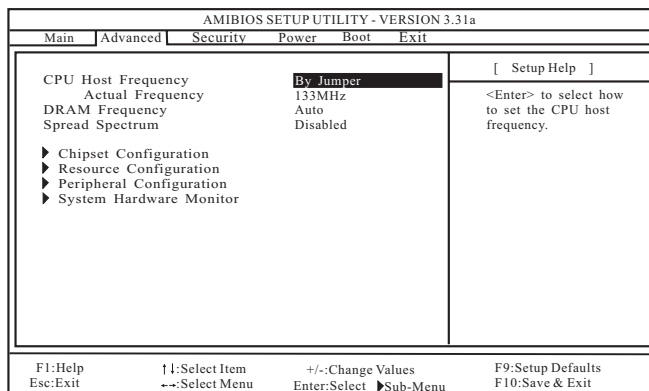 AMIBIOS SETUP UTILITY - VERSION 3.31a
Main Advanced Security Power Boot Exit
[ Setup Help ]
CPU Host Frequency By Jumper
Actual Frequency 133MHz
DRAM Frequency Auto
Spread Spectrum Disabled
<Enter> to select how
to set the CPU host
frequency.
Chipset Configuration
Resource Configuration
Peripheral Configuration
System Hardware Monitor
F1:Help ↑↓:Select Item +/-:Change Values F9:Setup Defaults
Esc:Exit ←→:Select Menu Enter:Select ▶Sub-Menu F10:Save & Exit